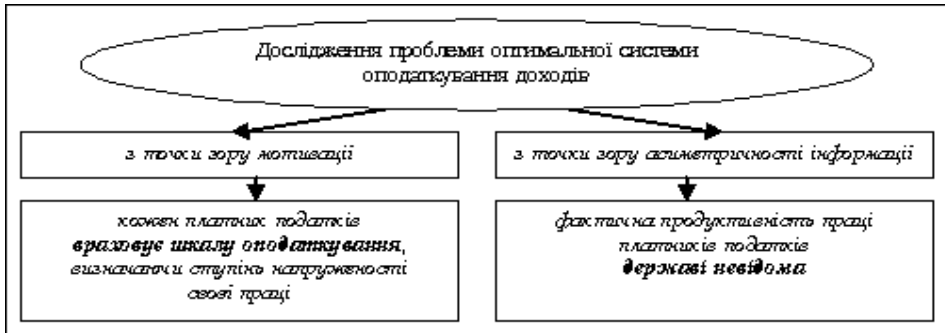 Дослідження проблеми оптимальної системи
оподаткування доходів
з точки зору мотивації
з точки зору асиметричності інформації
кожен платник податків
враховує шкалу оподаткування,
визначаючи ступінь напруженості
своєї праці
фактична продуктивність праці
платників податків
державі невідома